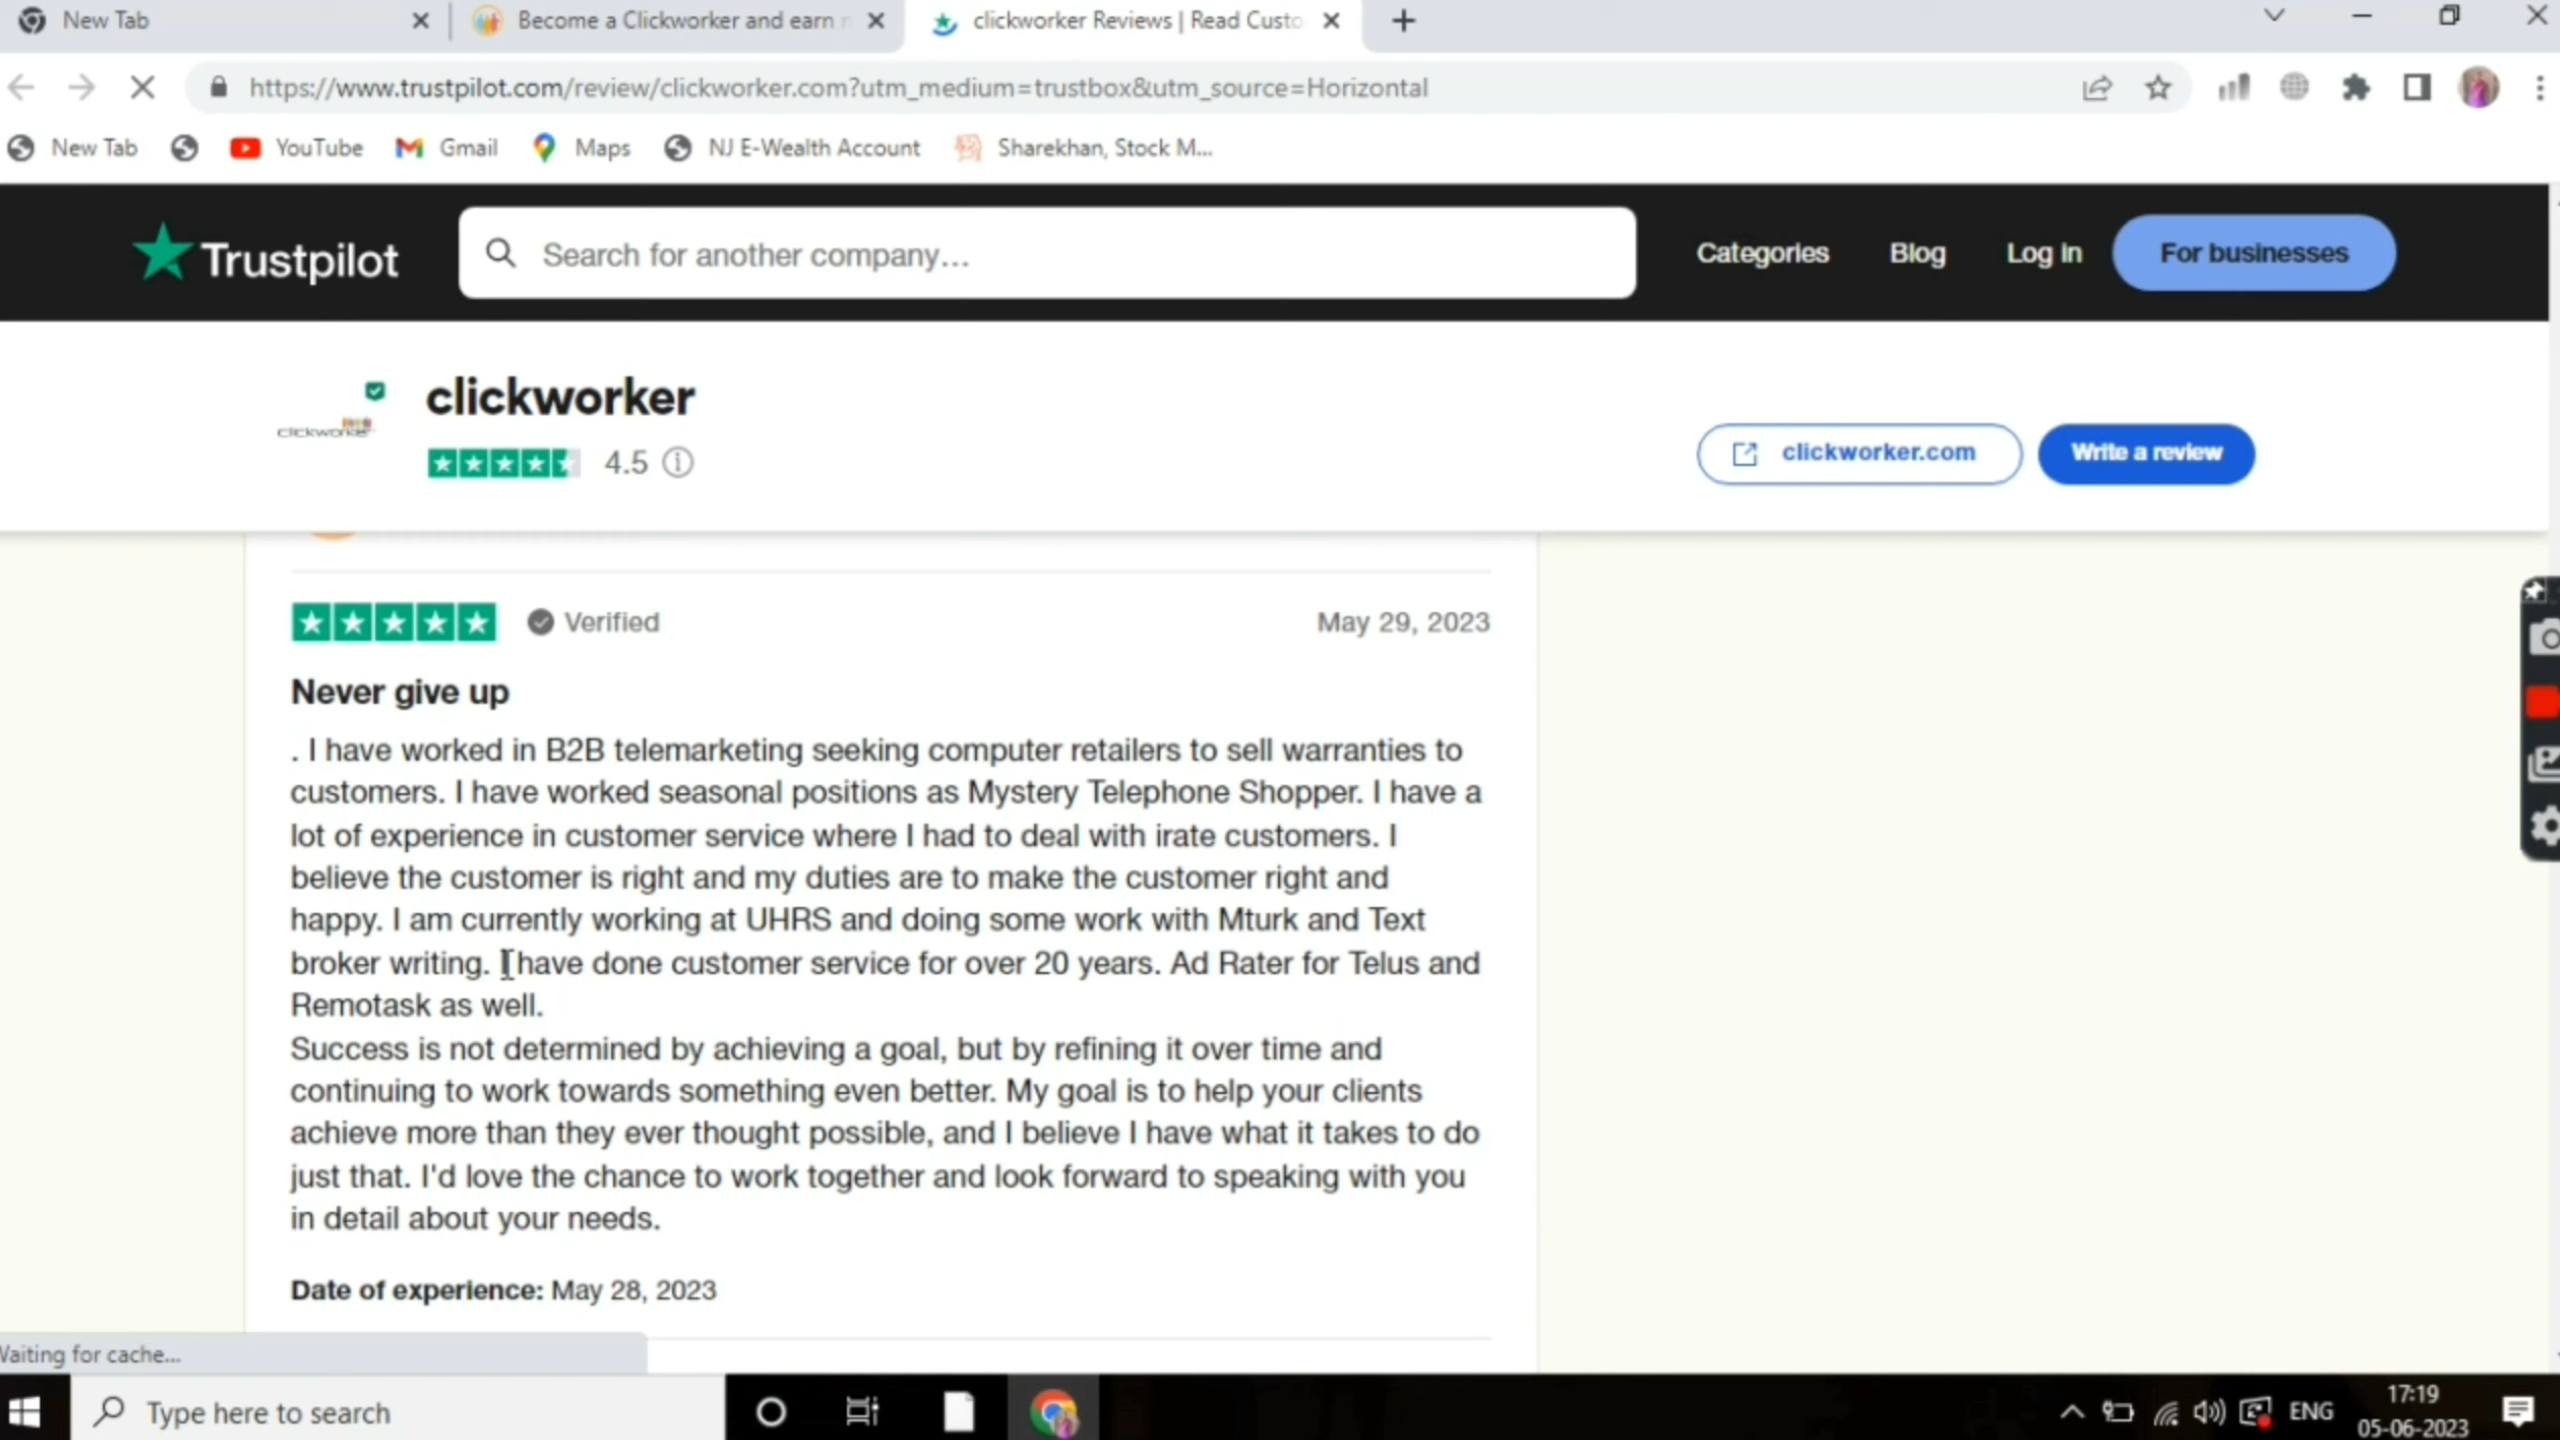 New Tab
Become a Clickworker and earn
clickworker Reviews | Read Custo
https://www.trustpilot.com/review/clickworker.com?utm_medium=trustbox&utm_source=Horizontal
New Tab YouTube Gmail Maps NJ E-Wealth Account Sharekhan, Stock M...
Trustpilot
Search for another company...
Categories Blog Log in For businesses
clickworker
clickworker
4.5
clickworker.com
Write a review
Verified
May 29, 2023
Never give up
. I have worked in B2B telemarketing seeking computer retailers to sell warranties to
customers. I have worked seasonal positions as Mystery Telephone Shopper. I have a
lot of experience in customer service where I had to deal with irate customers. I
believe the customer is right and my duties are to make the customer right and
happy. I am currently working at UHRS and doing some work with Mturk and Text
broker writing. I have done customer service for over 20 years. Ad Rater for Telus and
Remotask as well.
Success is not determined by achieving a goal, but by refining it over time and
continuing to work towards something even better. My goal is to help your clients
achieve more than they ever thought possible, and I believe I have what it takes to do
just that. I'd love the chance to work together and look forward to speaking with you
in detail about your needs.
Date of experience: May 28, 2023
Waiting for cache...
Type here to search
ENG
17:19
05-06-2023